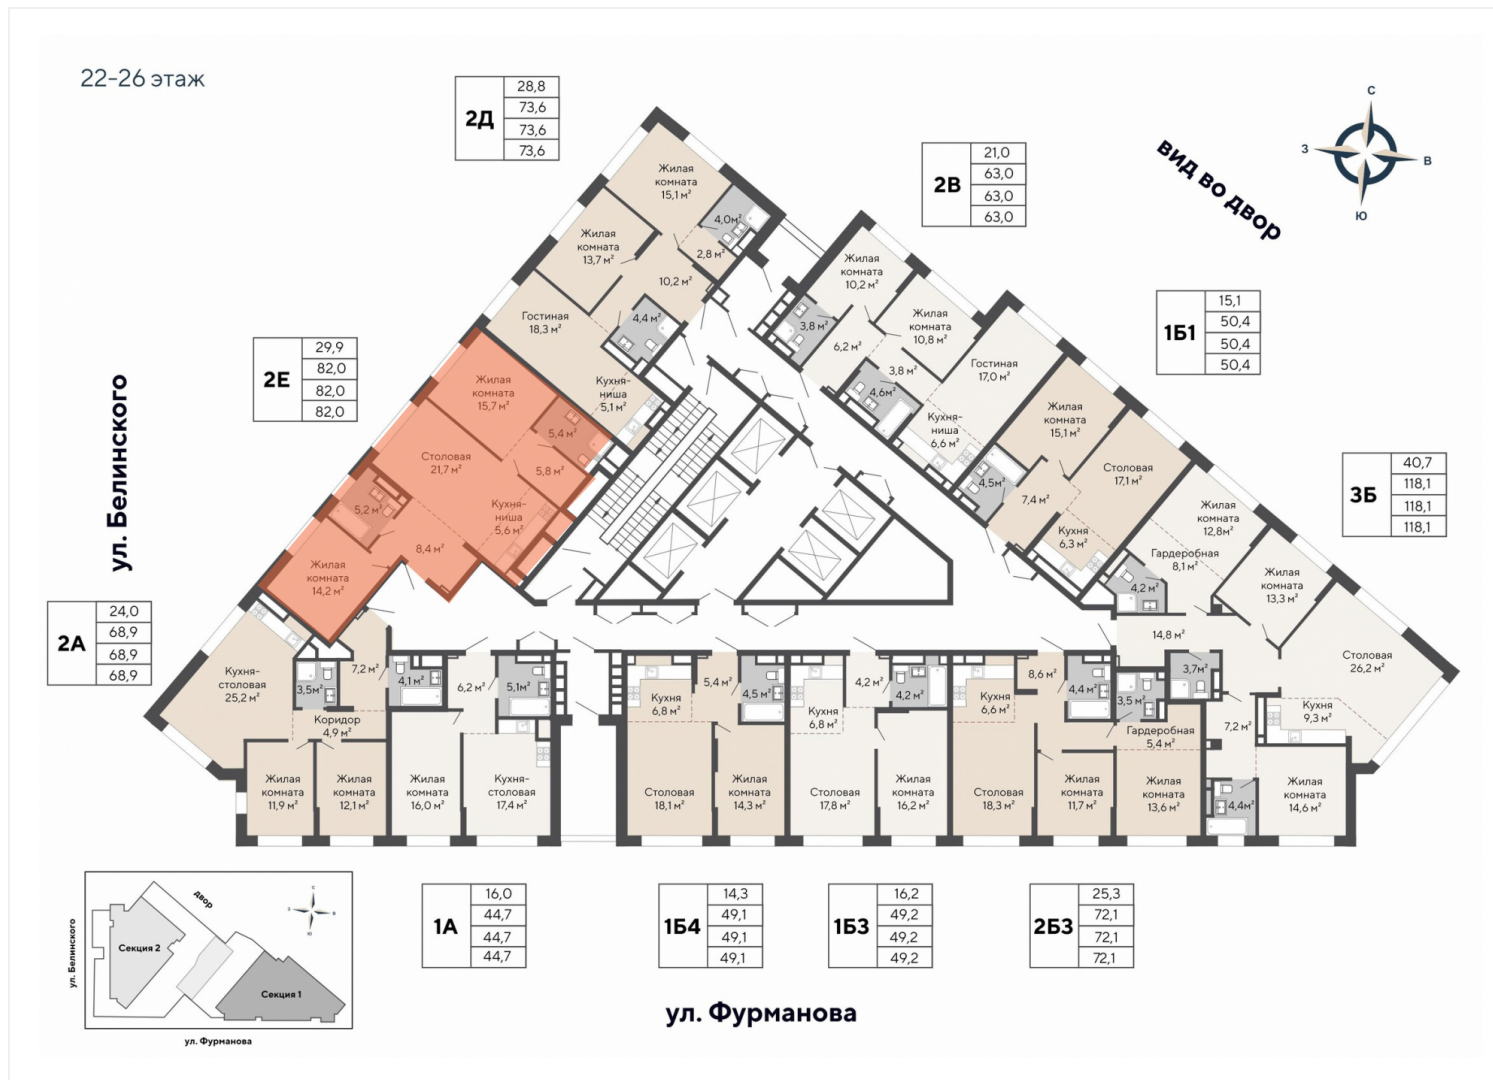 22-26 этаж
2Д
28,8
73,6
73,6
73,6
2В
21,0
63,0
63,0
63,0
С
З
В
Ю
вид во двор
1Б1
15,1
50,4
50,4
50,4
2Е
29,9
82,0
82,0
82,0
ул. Белинского
3Б
40,7
118,1
118,1
118,1
2А
24,0
68,9
68,9
68,9
Жилая
комната
15,1 м²
4,0м²
2,8 м²
Жилая
комната
13,7 м²
10,2 м²
Гостиная
18,3 м²
4,4 м²
Кухня-
ниша
5,1 м²
Жилая
комната
10,2 м²
3,8 м²
6,2 м²
Жилая
комната
10,8 м²
3,8 м²
4,6м²
Гостиная
17,0 м²
Кухня-
ниша
6,6 м²
Жилая
комната
15,1 м²
4,5м²
7,4 м²
Столовая
17,1 м²
Кухня
6,3 м²
Жилая
комната
15,7 м²
5,4 м²
5,8 м²
Столовая
21,7 м²
Кухня-
ниша
5,6 м²
5,2 м²
8,4 м²
Жилая
комната
14,2 м²
Жилая
комната
12,8м²
Гардеробная
8,1 м²
4,2 м²
Жилая
комната
13,3 м²
14,8 м²
Столовая
26,2 м²
3,7м²
Кухня
9,3 м²
7,2 м²
4,4м²
Жилая
комната
14,6 м²
Кухня-
столовая
25,2 м²
7,2 м²
3,5м²
Коридор
4,9 м²
Жилая
комната
11,9 м²
Жилая
комната
12,1 м²
4,1 м²
6,2 м²
5,1м²
Жилая
комната
16,0 м²
Кухня-
столовая
17,4 м²
Кухня
6,8 м²
5,4 м²
4,5 м²
Столовая
18,1 м²
Жилая
комната
14,3 м²
Кухня
6,8 м²
4,2 м²
4,2 м²
Столовая
17,8 м²
Жилая
комната
16,2 м²
Кухня
6,6 м²
8,6 м²
4,4 м²
3,5 м²
Гардеробная
5,4 м²
Столовая
18,3 м²
Жилая
комната
11,7 м²
Жилая
комната
13,6 м²
1А
16,0
44,7
44,7
44,7
1Б4
14,3
49,1
49,1
49,1
1Б3
16,2
49,2
49,2
49,2
2Б3
25,3
72,1
72,1
72,1
ул. Фурманова
двор
ул. Белинского
Секция 2
Секция 1
С
З
В
Ю
ул. Фурманова